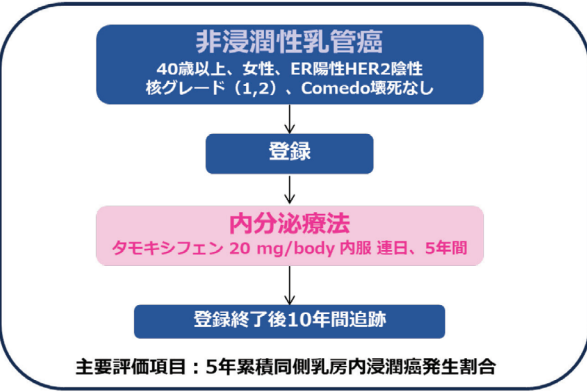 非浸潤性乳管癌
40歳以上、女性、ER陽性HER2陰性
核グレード（1,2）、Comedo壊死なし
登録
内分泌療法
タモキシフェン 20 mg/body 内服 連日、5年間
登録終了後10年間追跡
主要評価項目：5年累積同側乳房内浸潤癌発生割合